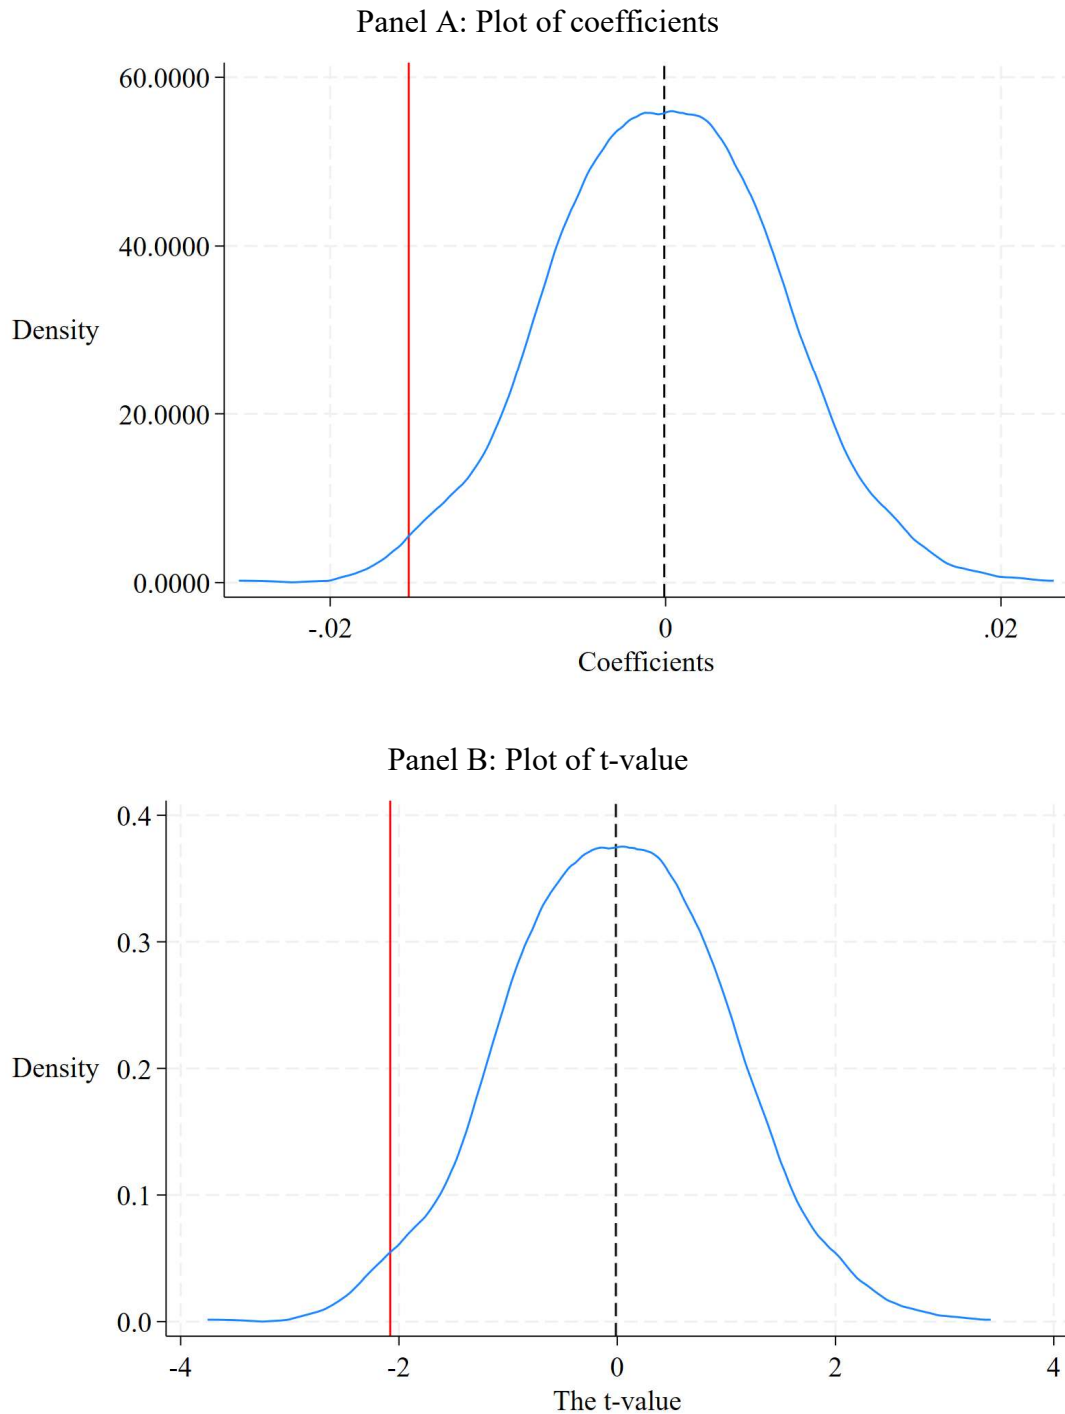 Panel A: Plot of coefficients
60.0000
40.0000
Density
20.0000
0.0000
-.02 0 .02
Coefficients
Panel B: Plot of t-value
0.4
0.3
Density 0.2
0.1
0.0
-4 -2 0 2 4
The t-value